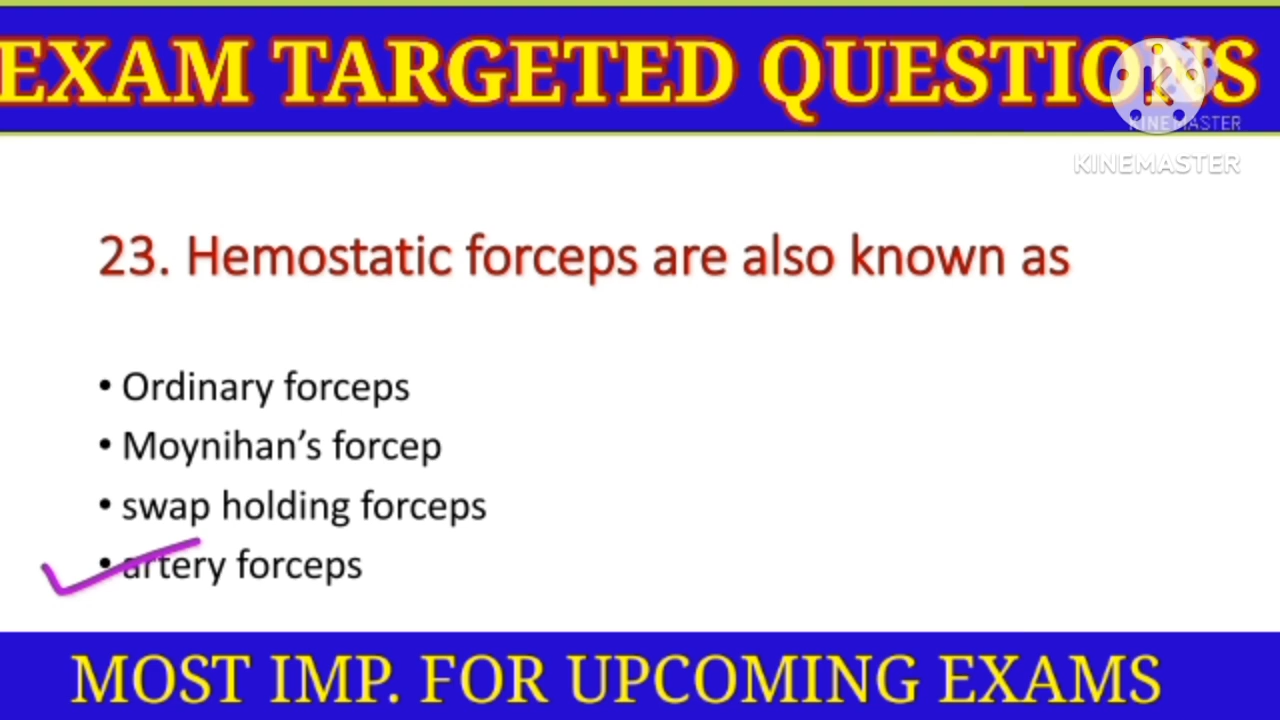 EXAM TARGETED QUESTIONS
KINEMASTER
KINEMASTER
23. Hemostatic forceps are also known as
• Ordinary forceps
• Moynihan’s forcep
• swap holding forceps
• artery forceps
MOST IMP. FOR UPCOMING EXAMS